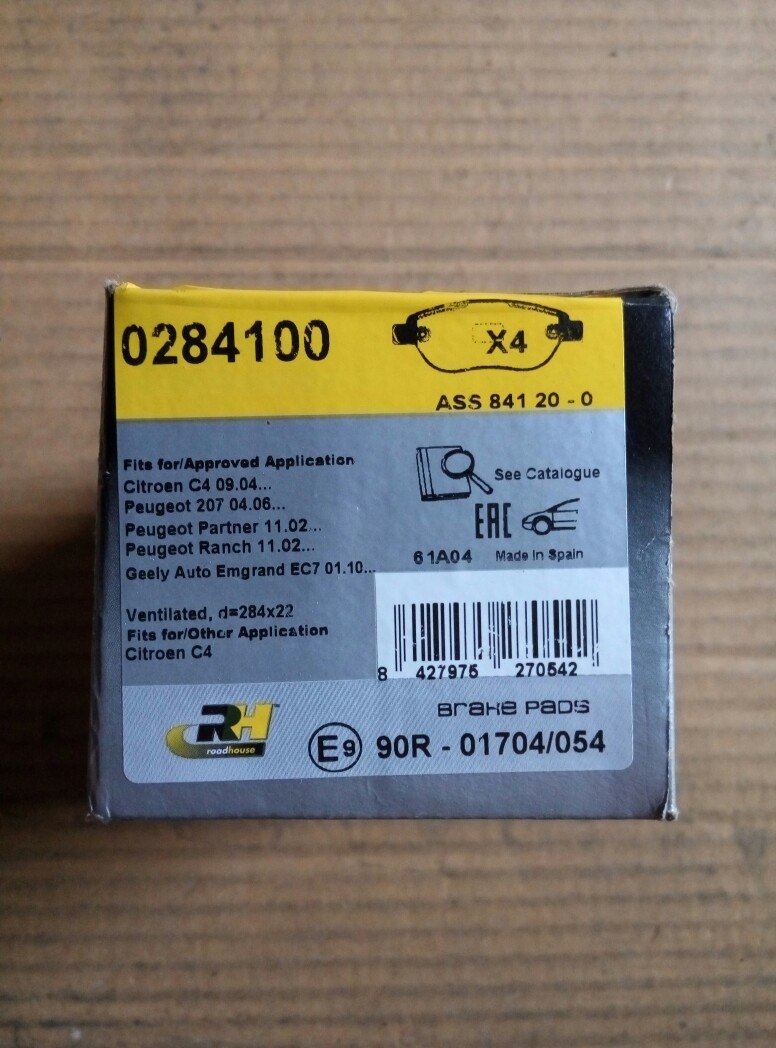 0284100
X4
ASS 841 20 - 0
Fits for/Approved Application
Citroen C4 09.04...
Peugeot 207 04.06...
Peugeot Partner 11.02...
Peugeot Ranch 11.02...
Geely Auto Emgrand EC7 01.10...
See Catalogue
EAC
61A04 Made in Spain
Ventilated, d=284x22
Fits for/Other Application
Citroen C4
8 427975 270542
RH
roadhouse
BRAKE PADS
E9 90R - 01704/054